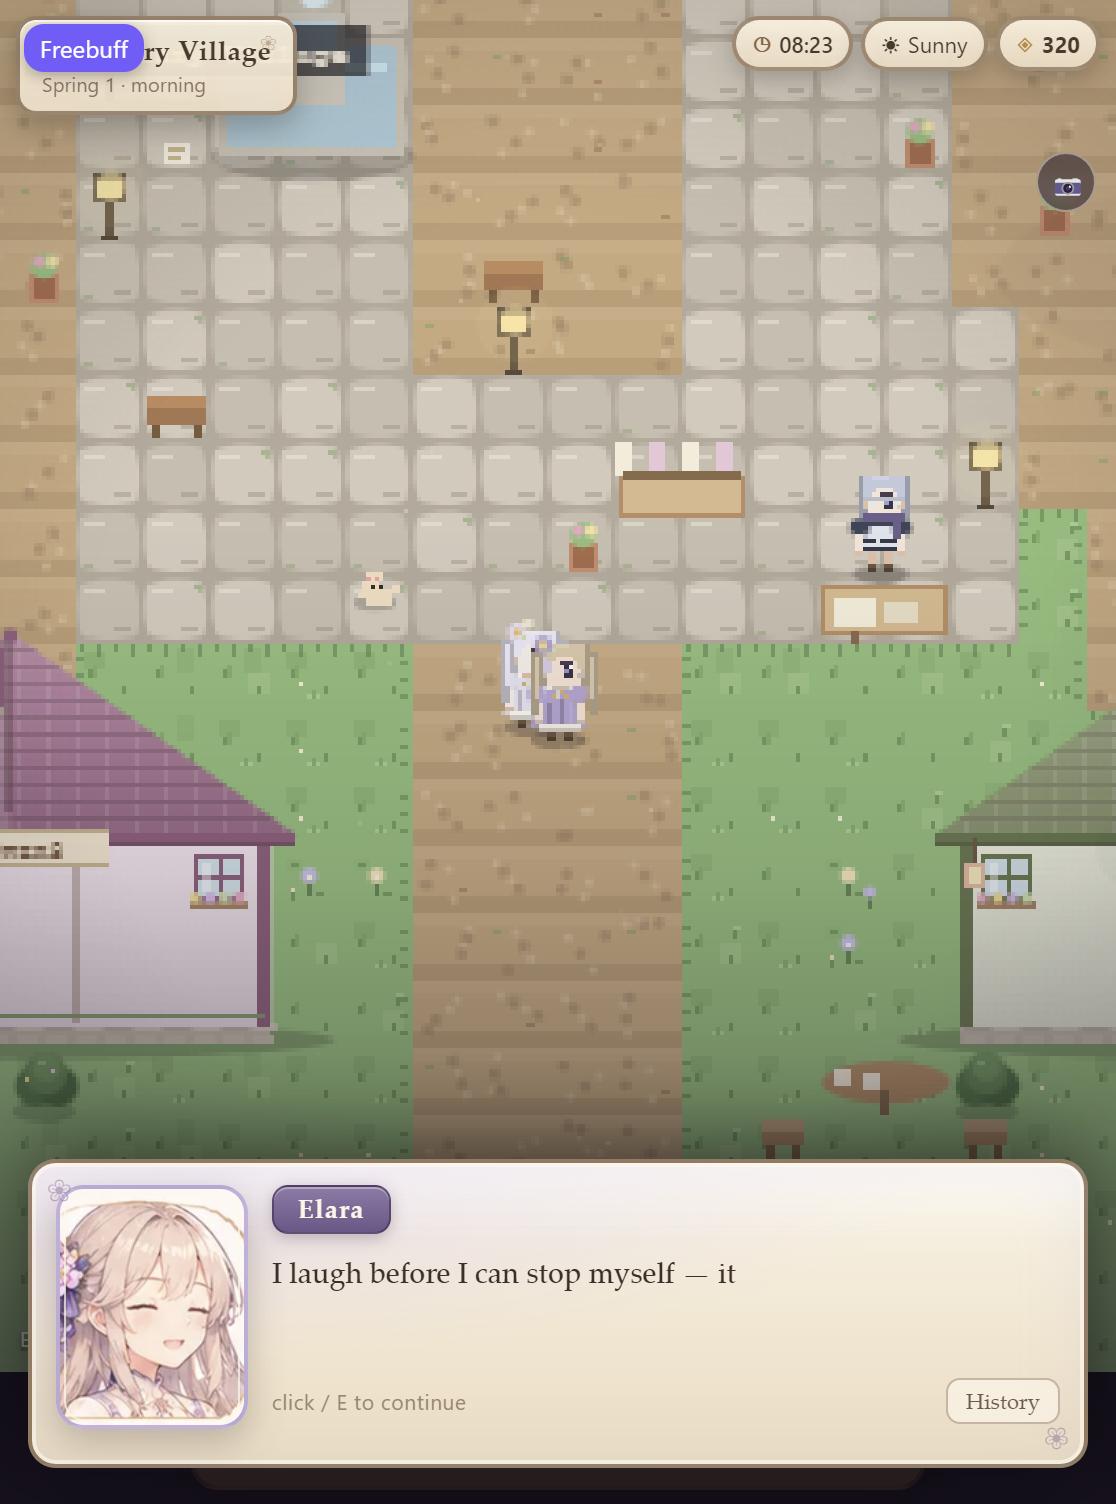 Freebuff
ry Village
Spring 1 · morning
08:23
Sunny
320
Elara
I laugh before I can stop myself — it
click / E to continue
History